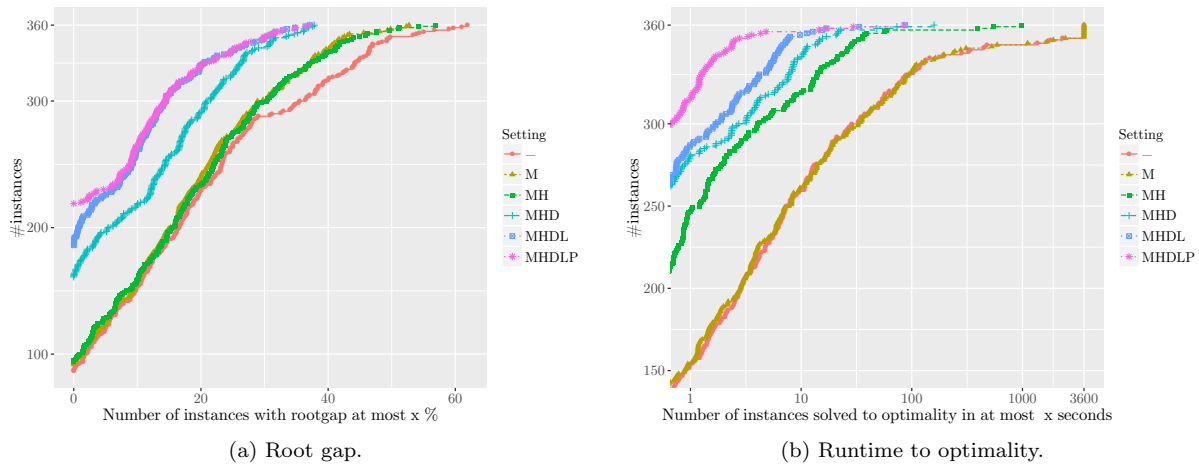 360
300
200
100
#instances
0
20
40
60
Number of instances with rootgap at most x %
Setting
–
M
MH
MHD
MHDL
MHDLP
(a) Root gap.
360
300
250
200
150
#instances
1
10
100
1000
3600
Number of instances solved to optimality in at most x seconds
Setting
–
M
MH
MHD
MHDL
MHDLP
(b) Runtime to optimality.